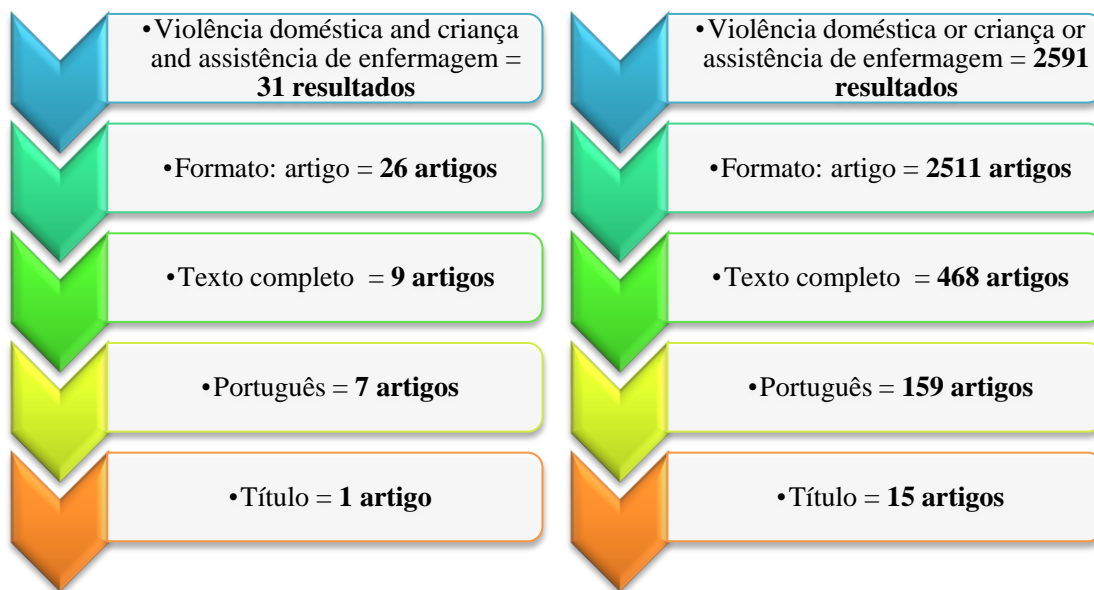 •Violência doméstica and criança
and assistência de enfermagem =
31 resultados
•Formato: artigo = 26 artigos
•Texto completo = 9 artigos
•Português = 7 artigos
•Título = 1 artigo
•Violência doméstica or criança or
assistência de enfermagem = 2591
resultados
•Formato: artigo = 2511 artigos
•Texto completo = 468 artigos
•Português = 159 artigos
•Título = 15 artigos